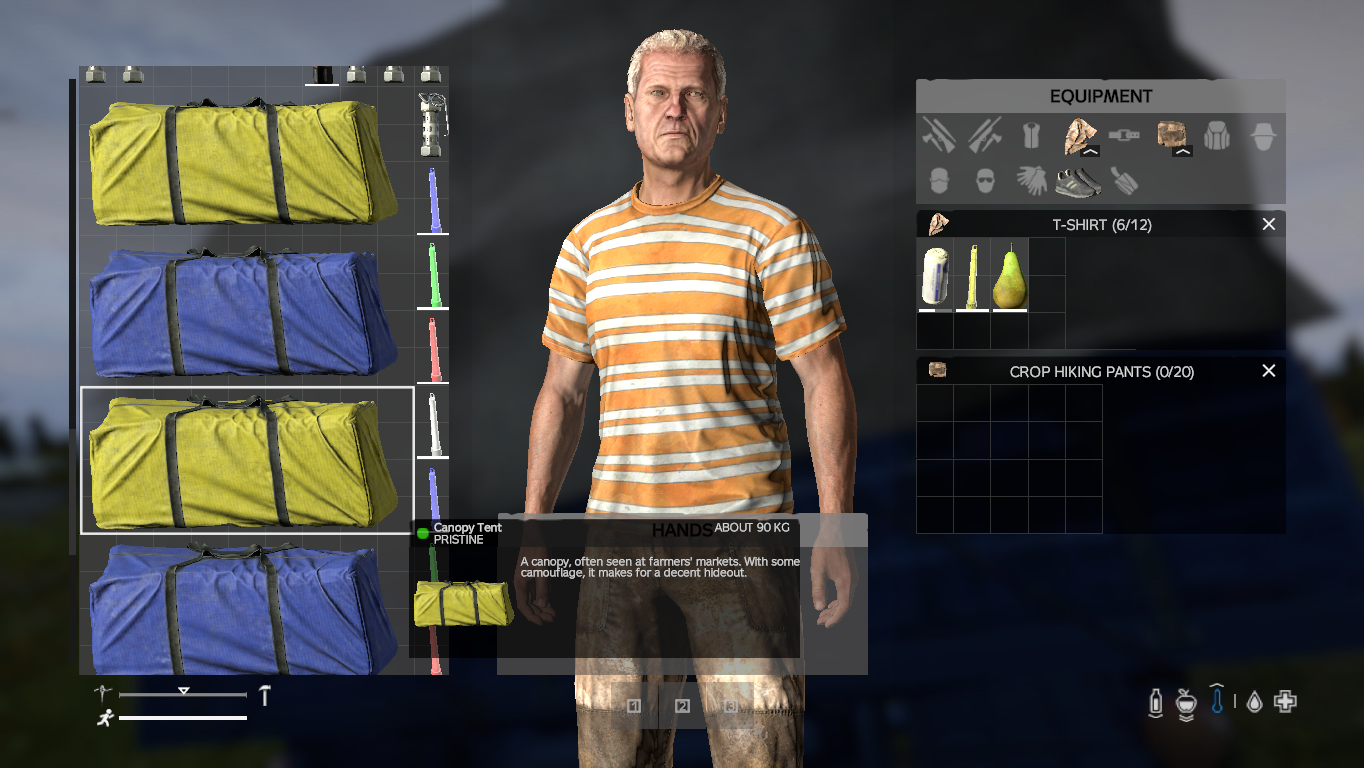 EQUIPMENT
T-SHIRT (6/12)
CROP HIKING PANTS (0/20)
HANDS
Canopy Tent
ABOUT 90 KG
PRISTINE
A canopy, often seen at farmers' markets. With some
camouflage, it makes for a decent hideout.
1 2 3